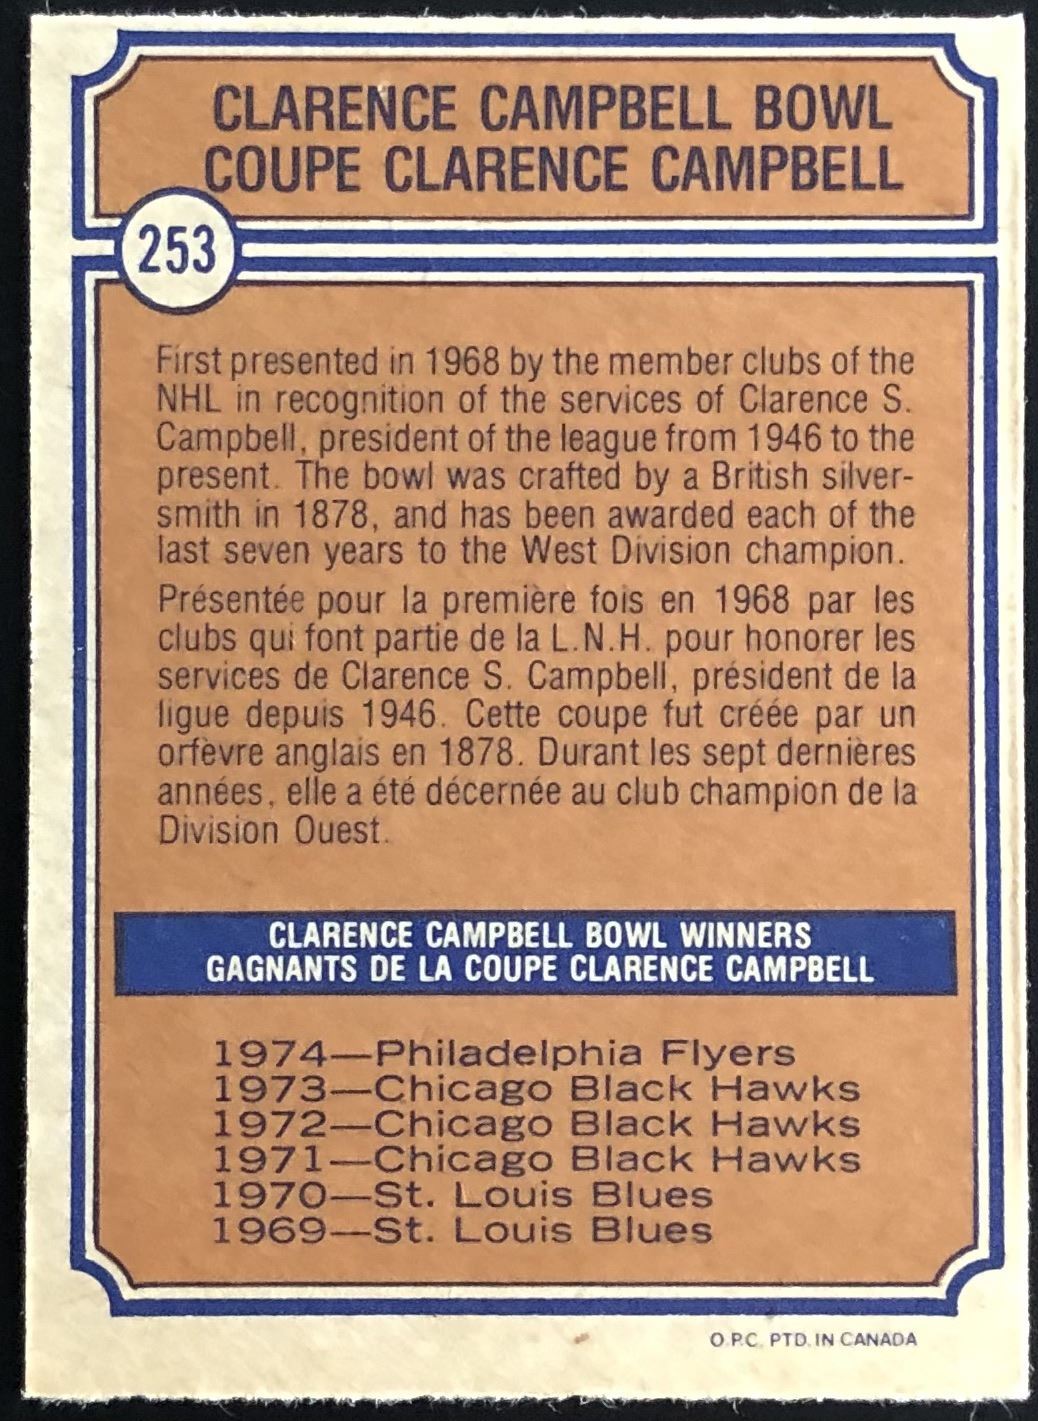 CLARENCE CAMPBELL BOWL
COUPE CLARENCE CAMPBELL
253
First presented in 1968 by the member clubs of the
NHL in recognition of the services of Clarence S.
Campbell, president of the league from 1946 to the
present. The bowl was crafted by a British silver-
smith in 1878, and has been awarded each of the
last seven years to the West Division champion.
Présentée pour la première fois en 1968 par les
clubs qui font partie de la L.N.H. pour honorer les
services de Clarence S. Campbell, président de la
ligue depuis 1946. Cette coupe fut créée par un
orfèvre anglais en 1878. Durant les sept dernières
années, elle a été décernée au club champion de la
Division Ouest.
CLARENCE CAMPBELL BOWL WINNERS
GAGNANTS DE LA COUPE CLARENCE CAMPBELL
1974—Philadelphia Flyers
1973—Chicago Black Hawks
1972—Chicago Black Hawks
1971—Chicago Black Hawks
1970—St. Louis Blues
1969—St. Louis Blues
O.P.C. PTD. IN CANADA